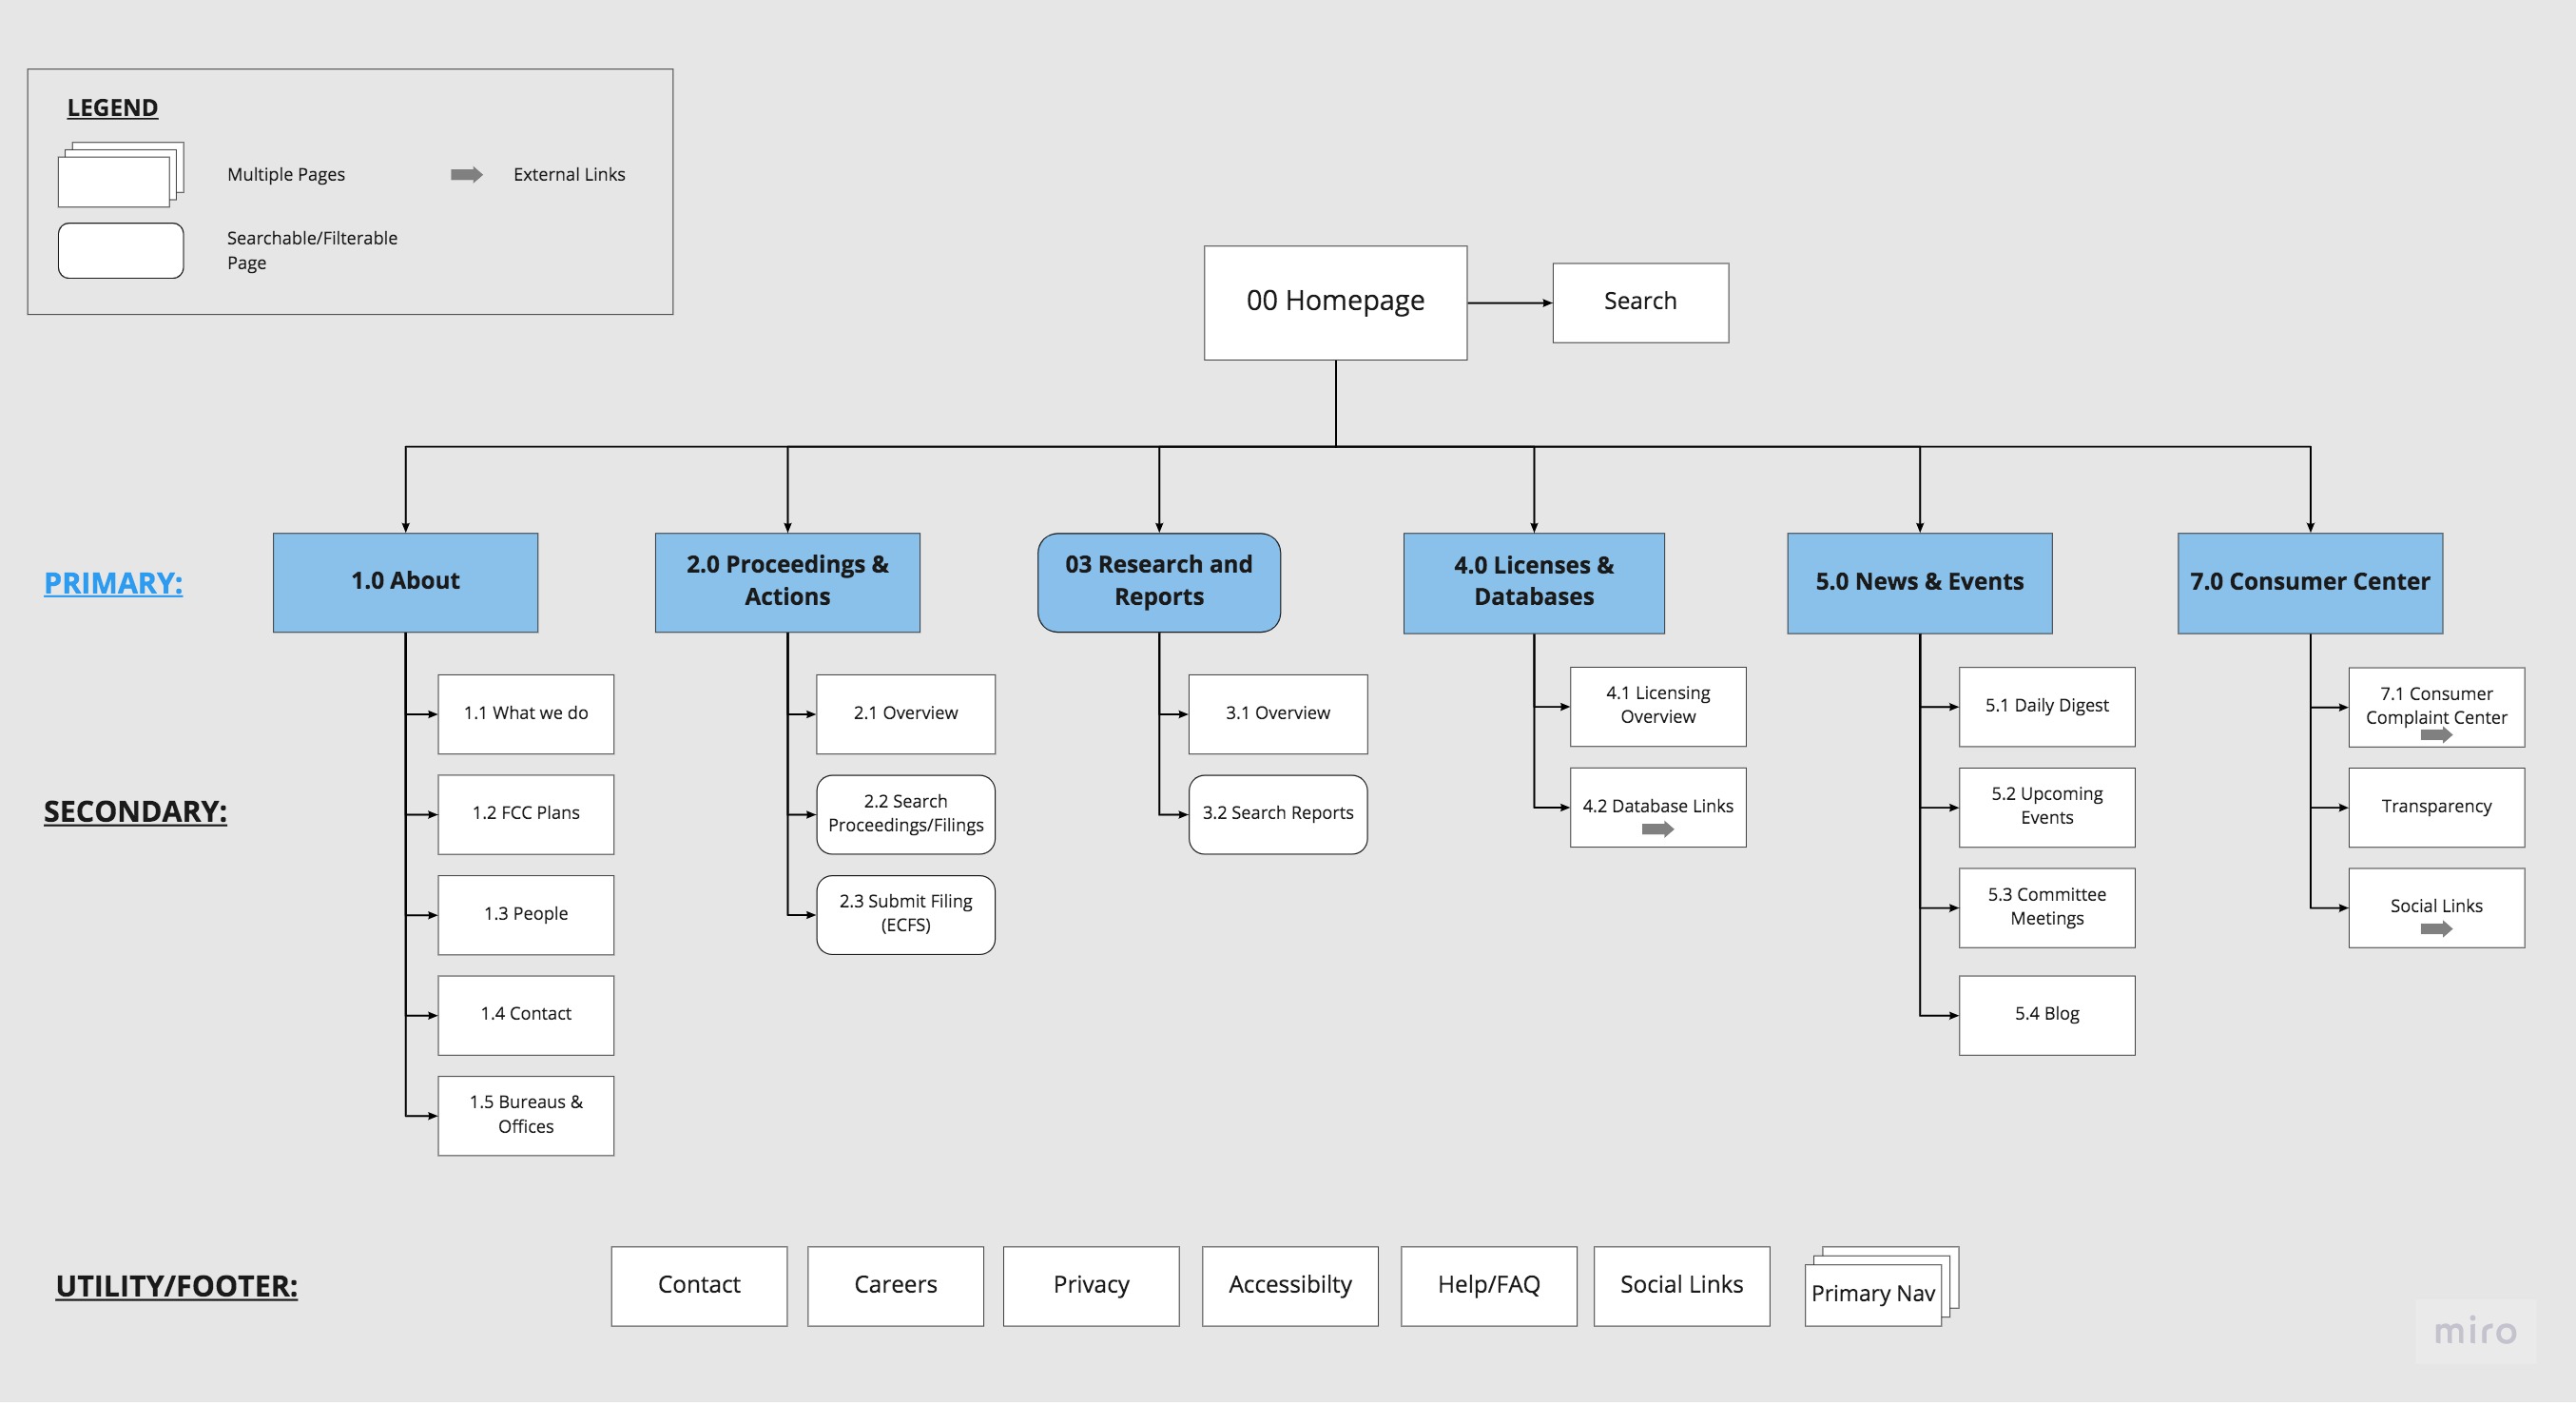 LEGEND
Multiple Pages
External Links
Searchable/Filterable
Page
00 Homepage
Search
PRIMARY:
1.0 About
2.0 Proceedings &
Actions
03 Research and
Reports
4.0 Licenses &
Databases
5.0 News & Events
7.0 Consumer Center
SECONDARY:
1.1 What we do
1.2 FCC Plans
1.3 People
1.4 Contact
1.5 Bureaus &
Offices
2.1 Overview
2.2 Search
Proceedings/Filings
2.3 Submit Filing
(ECFS)
3.1 Overview
3.2 Search Reports
4.1 Licensing
Overview
4.2 Database Links
5.1 Daily Digest
5.2 Upcoming
Events
5.3 Committee
Meetings
5.4 Blog
7.1 Consumer
Complaint Center
Transparency
Social Links
UTILITY/FOOTER:
Contact
Careers
Privacy
Accessibilty
Help/FAQ
Social Links
Primary Nav
miro